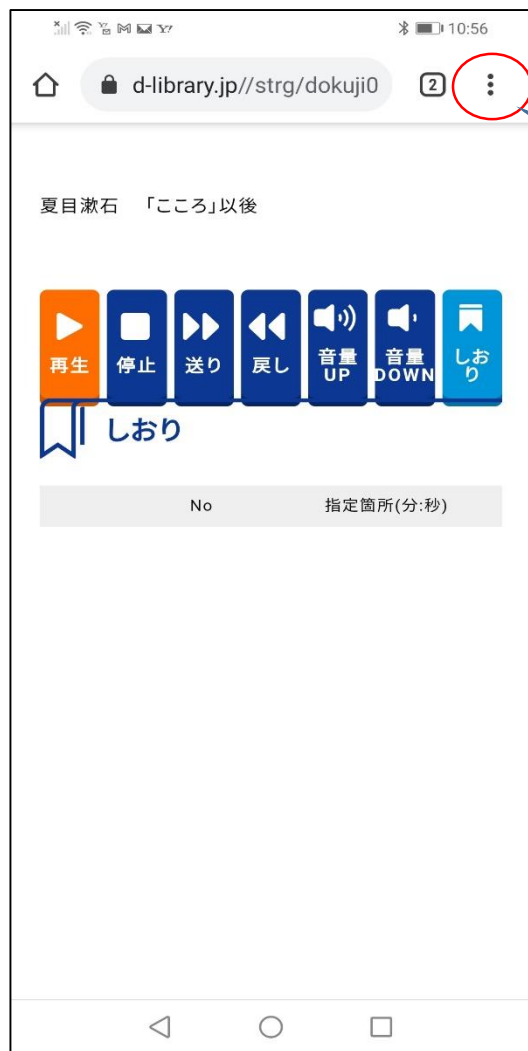 10:56
d-library.jp//strg/dokuji0
2
夏目漱石 「こころ」以後
再生
停止
送り
戻し
音量
UP
音量
DOWN
しお
り
しおり
No 指定箇所(分:秒)